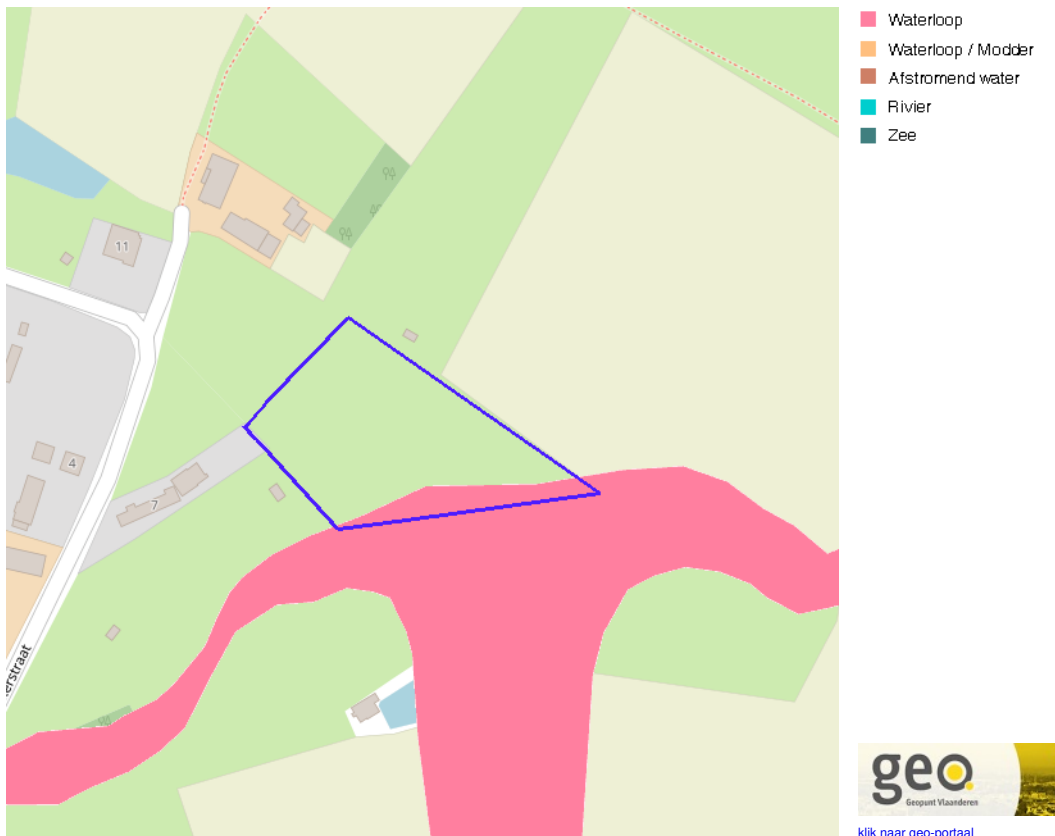 Waterloop
Waterloop / Modder
Afstromend water
Rivier
Zee
11
4
7
erstraat
geo.
Geopunt Vlaanderen
klik naar geo-portaal